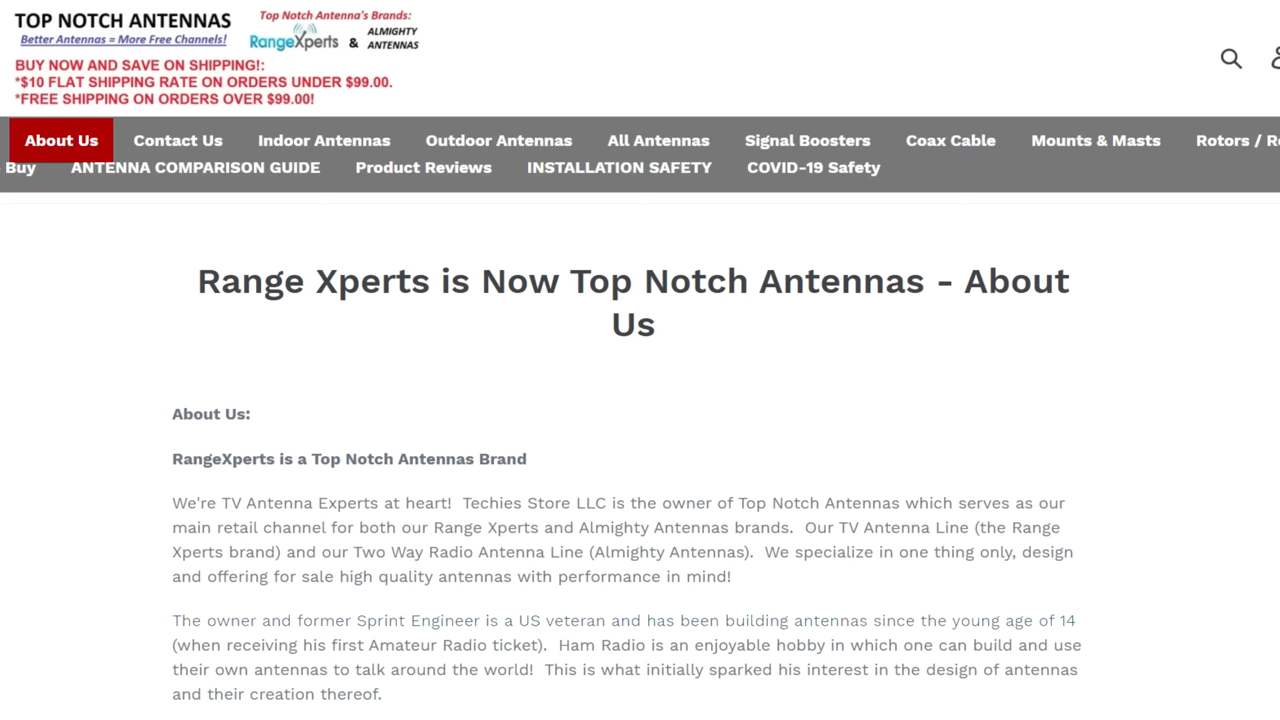 TOP NOTCH ANTENNAS
Better Antennas = More Free Channels!
Top Notch Antenna's Brands:
RangeXperts & ALMIGHTY ANTENNAS
BUY NOW AND SAVE ON SHIPPING!:
*$10 FLAT SHIPPING RATE ON ORDERS UNDER $99.00.
*FREE SHIPPING ON ORDERS OVER $99.00!
About Us Contact Us Indoor Antennas Outdoor Antennas All Antennas Signal Boosters Coax Cable Mounts & Masts Rotors /
Buy ANTENNA COMPARISON GUIDE Product Reviews INSTALLATION SAFETY COVID-19 Safety
Range Xperts is Now Top Notch Antennas - About
Us
About Us:
RangeXperts is a Top Notch Antennas Brand
We're TV Antenna Experts at heart! Techies Store LLC is the owner of Top Notch Antennas which serves as our
main retail channel for both our Range Xperts and Almighty Antennas brands. Our TV Antenna Line (the Range
Xperts brand) and our Two Way Radio Antenna Line (Almighty Antennas). We specialize in one thing only, design
and offering for sale high quality antennas with performance in mind!
The owner and former Sprint Engineer is a US veteran and has been building antennas since the young age of 14
(when receiving his first Amateur Radio ticket). Ham Radio is an enjoyable hobby in which one can build and use
their own antennas to talk around the world! This is what initially sparked his interest in the design of antennas
and their creation thereof.